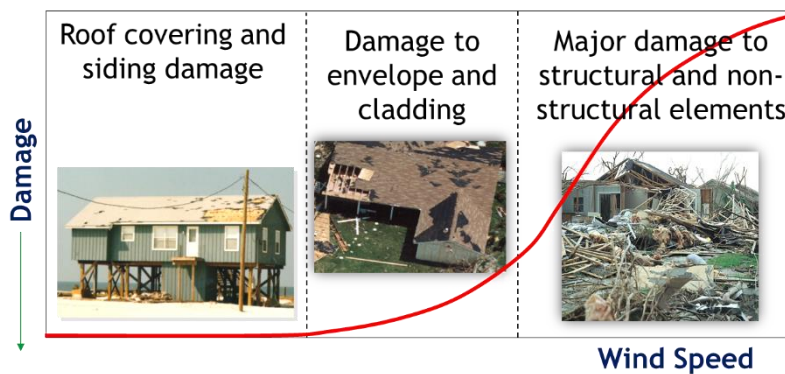 Roof covering and
siding damage
Damage to
envelope and
cladding
Major damage to
structural and non-
structural elements
Damage
Wind Speed